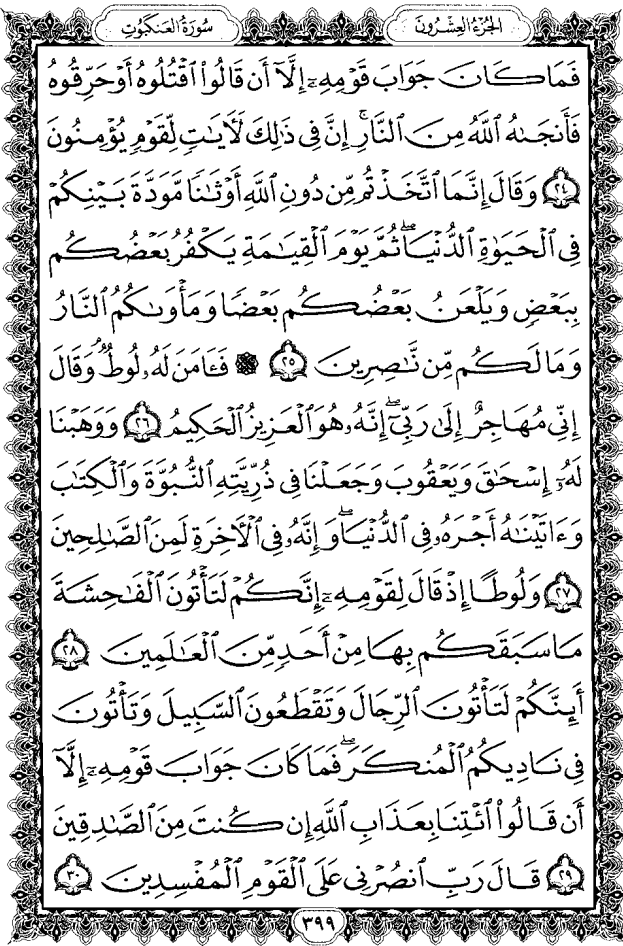 الجزء العشرون
سورة العنكبوت
فَمَا كَانَ جَوَابَ قَوْمِهِۦٓ إِلَّآ أَن قَالُوا۟ ٱقْتُلُوهُ أَوْ حَرِّقُوهُ
فَأَنجَىٰهُ ٱللَّهُ مِنَ ٱلنَّارِۚ إِنَّ فِى ذَٰلِكَ لَأَيَٰتٍ لِّقَوْمٍ يُؤْمِنُونَ
٢٤ وَقَالَ إِنَّمَا ٱتَّخَذْتُم مِّن دُونِ ٱللَّهِ أَوْثَٰنًا مَّوَدَّةَ بَيْنِكُمْ
فِى ٱلْحَيَوٰةِ ٱلدُّنْيَاۖ ثُمَّ يَوْمَ ٱلْقِيَٰمَةِ يَكْفُرُ بَعْضُكُم
بِبَعْضٍ وَيَلْعَنُ بَعْضُكُم بَعْضًا وَمَأْوَىٰكُمُ ٱلنَّارُ
وَمَا لَكُم مِّن نَّٰصِرِينَ ٢٥ ۞ فَـَٔامَنَ لَهُۥ لُوطٌۘ وَقَالَ
إِنِّى مُهَاجِرٌ إِلَىٰ رَبِّىٓۖ إِنَّهُۥ هُوَ ٱلْعَزِيزُ ٱلْحَكِيمُ ٢٦ وَوَهَبْنَا
لَهُۥٓ إِسْحَٰقَ وَيَعْقُوبَ وَجَعَلْنَا فِى ذُرِّيَّتِهِ ٱلنُّبُوَّةَ وَٱلْكِتَٰبَ
وَءَاتَيْنَٰهُ أَجْرَهُۥ فِى ٱلدُّنْيَاۖ وَإِنَّهُۥ فِى ٱلْأَخِرَةِ لَمِنَ ٱلصَّٰلِحِينَ
٢٧ وَلُوطًا إِذْ قَالَ لِقَوْمِهِۦٓ إِنَّكُمْ لَتَأْتُونَ ٱلْفَٰحِشَةَ
مَا سَبَقَكُم بِهَا مِنْ أَحَدٍ مِّنَ ٱلْعَٰلَمِينَ ٢٨
أَئِنَّكُمْ لَتَأْتُونَ ٱلرِّجَالَ وَتَقْطَعُونَ ٱلسَّبِيلَ وَتَأْتُونَ
فِى نَادِيكُمُ ٱلْمُنكَرَۖ فَمَا كَانَ جَوَابَ قَوْمِهِۦٓ إِلَّآ
أَن قَالُوا۟ ٱئْتِنَا بِعَذَابِ ٱللَّهِ إِن كُنتَ مِنَ ٱلصَّٰدِقِينَ
٢٩ قَالَ رَبِّ ٱنصُرْنِى عَلَى ٱلْقَوْمِ ٱلْمُفْسِدِينَ ٣٠
٣٩٩